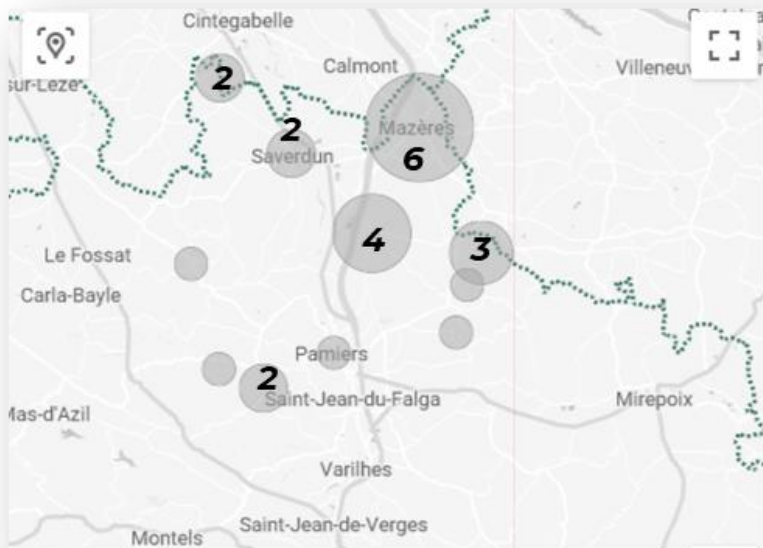 Cintegabelle
Calmont
sur-Lèze
Villeneuv
2
2
Mazères
6
Saverdun
4
3
Le Fossat
Carla-Bayle
Pamiers
2
Saint-Jean-du-Falga
Mirepoix
Mas-d'Azil
Varilhes
Saint-Jean-de-Verges
Montels